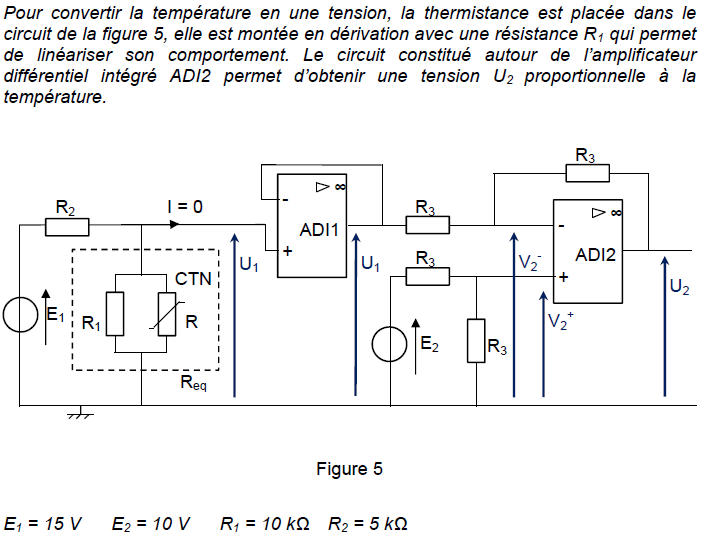 Pour convertir la température en une tension, la thermistance est placée dans le
circuit de la figure 5, elle est montée en dérivation avec une résistance R₁ qui permet
de linéariser son comportement. Le circuit constitué autour de l'amplificateur
différentiel intégré ADI2 permet d'obtenir une tension U₂ proportionnelle à la
température.
R₃
R₂ I = 0 - ▷ ∞ R₃ - ▷ ∞
ADI1
+ R₃ ADI2
CTN U₁ U₁ V₂⁻ + U₂
E₁ R₁ R E₂ R₃ V₂⁺
Req
Figure 5
E₁ = 15 V E₂ = 10 V R₁ = 10 kΩ R₂ = 5 kΩ